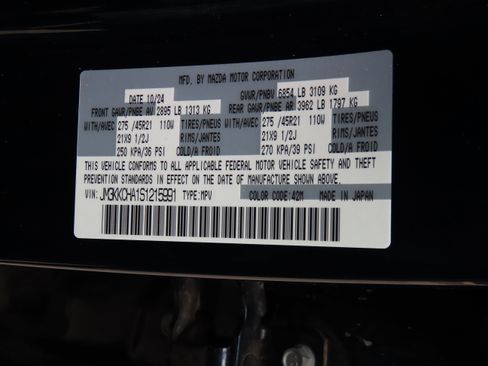 MFD. BY MAZDA MOTOR CORPORATION
DATE 10/24 GVWR/PNBV 6854 LB 3109 KG
FRONT GAWR/PNBE AV 2895 LB 1313 KG REAR GAWR/PNBE AR 3962 LB 1797 KG
WITH/AVEC 275 /45R21 110W TIRES/PNEUS WITH/AVEC 275 /45R21 110W TIRES/PNEUS
21X9 1/2J RIMS/JANTES 21X9 1/2J RIMS/JANTES
250 KPA/36 PSI COLD/A FROID 270 KPA/39 PSI COLD/A FROID
THIS VEHICLE CONFORMS TO ALL APPLICABLE FEDERAL MOTOR VEHICLE SAFETY AND THEFT
PREVENTION STANDARDS IN EFFECT ON THE DATE OF MANUFACTURE SHOWN ABOVE.
VIN: JM3KKCHA1S1215991 TYPE:MPV COLOR CODE:42M MADE IN JAPAN